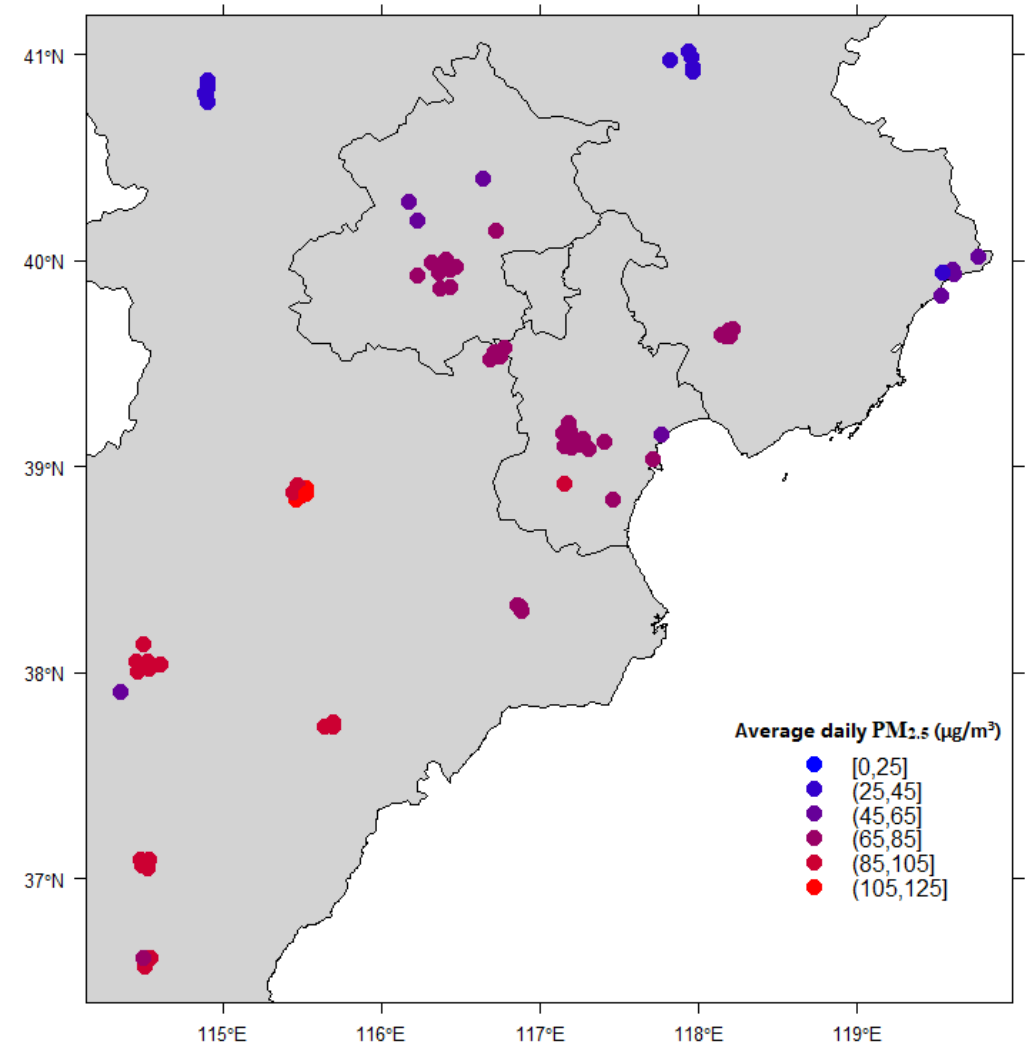 41°N
40°N
39°N
38°N
37°N
Average daily PM2.5 (µg/m³)
[0,25]
(25,45]
(45,65]
(65,85]
(85,105]
(105,125]
115°E
116°E
117°E
118°E
119°E